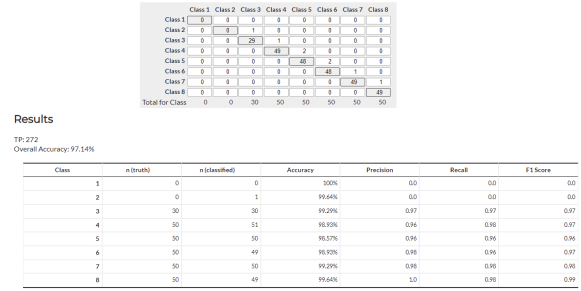 Class 1 Class 2 Class 3 Class 4 Class 5 Class 6 Class 7 Class 8
Class 1 0 0 0 0 0 0 0 0
Class 2 0 0 1 0 0 0 0 0
Class 3 0 0 29 1 0 0 0 0
Class 4 0 0 0 49 2 0 0 0
Class 5 0 0 0 0 48 2 0 0
Class 6 0 0 0 0 0 48 1 0
Class 7 0 0 0 0 0 0 49 1
Class 8 0 0 0 0 0 0 0 49
Total for Class 0 0 30 50 50 50 50 50
Results
TP: 272
Overall Accuracy: 97.14%
Class n (truth) n (classified) Accuracy Precision Recall F1 Score
1 0 0 100% 0.0 0.0 0.0
2 0 1 99.64% 0.0 0.0 0.0
3 30 30 99.29% 0.97 0.97 0.97
4 50 51 98.93% 0.96 0.98 0.97
5 50 50 98.57% 0.96 0.96 0.96
6 50 49 98.93% 0.98 0.96 0.97
7 50 50 99.29% 0.98 0.98 0.98
8 50 49 99.64% 1.0 0.98 0.99